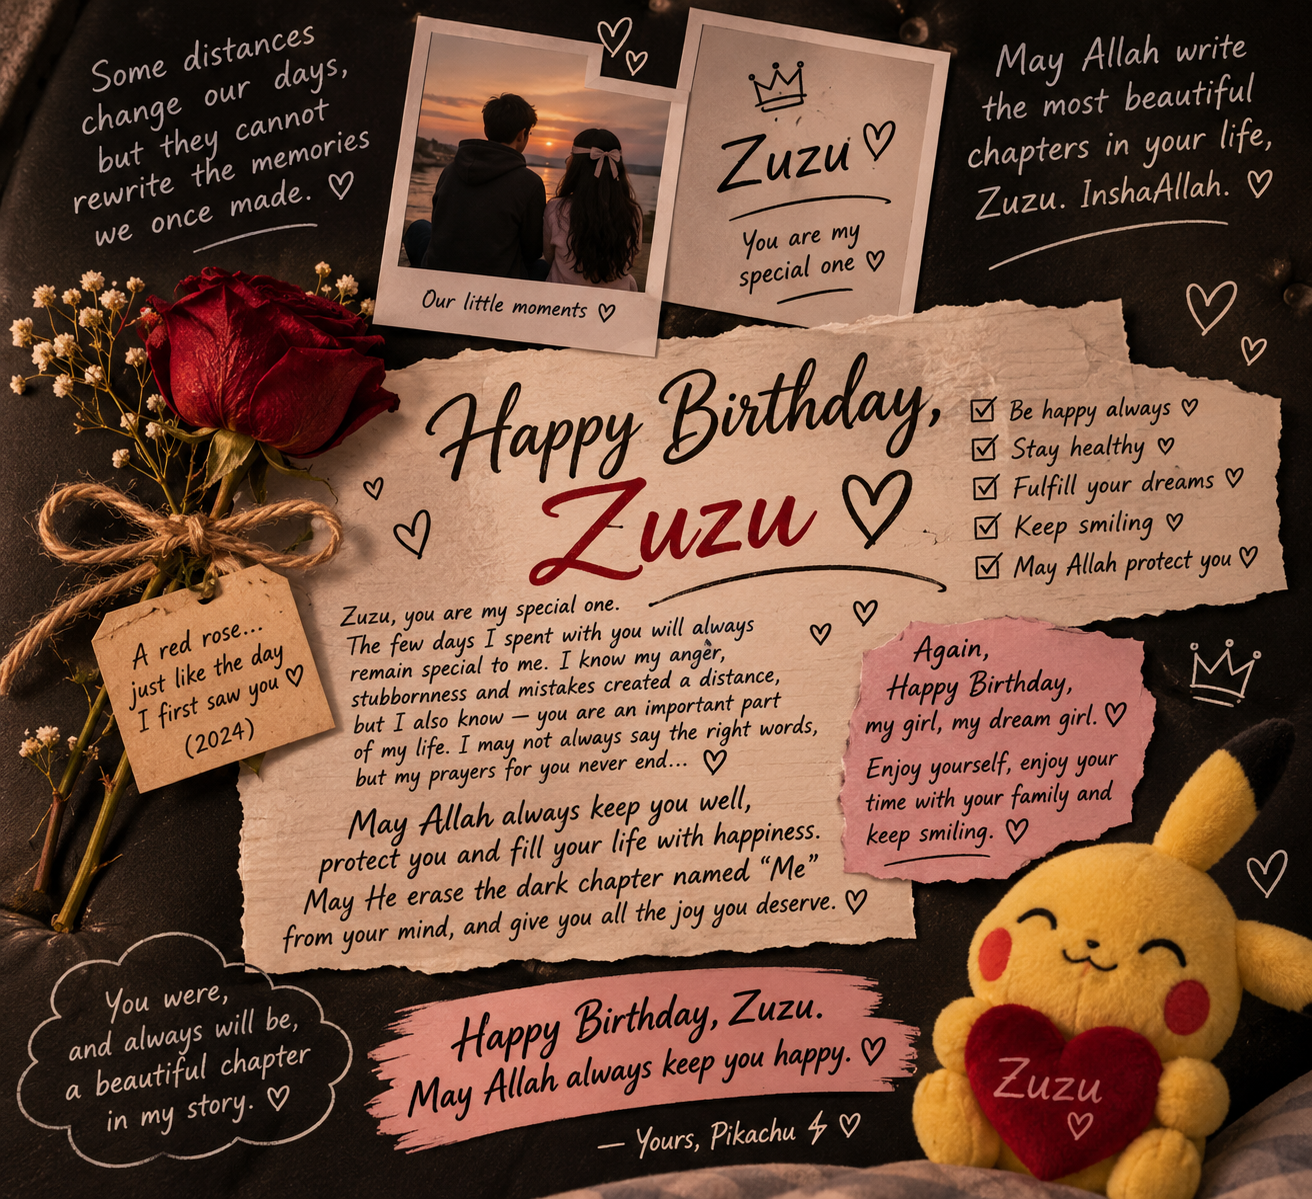 Some distances
change our days,
but they cannot
rewrite the memories
we once made. ♡
Our little moments ♡
Zuzu ♡
You are my
special one ♡
May Allah write
the most beautiful
chapters in your life,
Zuzu. InshaAllah. ♡
Happy Birthday,
Zuzu ♡
☑ Be happy always ♡
☑ Stay healthy ♡
☑ Fulfill your dreams ♡
☑ Keep smiling ♡
☑ May Allah protect you ♡
A red rose...
just like the day
I first saw you ♡
(2024)
Zuzu, you are my special one.
The few days I spent with you will always
remain special to me. I know my anger,
stubbornness and mistakes created a distance,
but I also know — you are an important part
of my life. I may not always say the right words,
but my prayers for you never end... ♡
May Allah always keep you well,
protect you and fill your life with happiness.
May He erase the dark chapter named “Me”
from your mind, and give you all the joy you deserve. ♡
Again,
Happy Birthday,
my girl, my dream girl. ♡
Enjoy yourself, enjoy your
time with your family and
keep smiling. ♡
You were,
and always will be,
a beautiful chapter
in my story. ♡
Happy Birthday, Zuzu.
May Allah always keep you happy. ♡
— Yours, Pikachu ⚡ ♡
Zuzu
♡